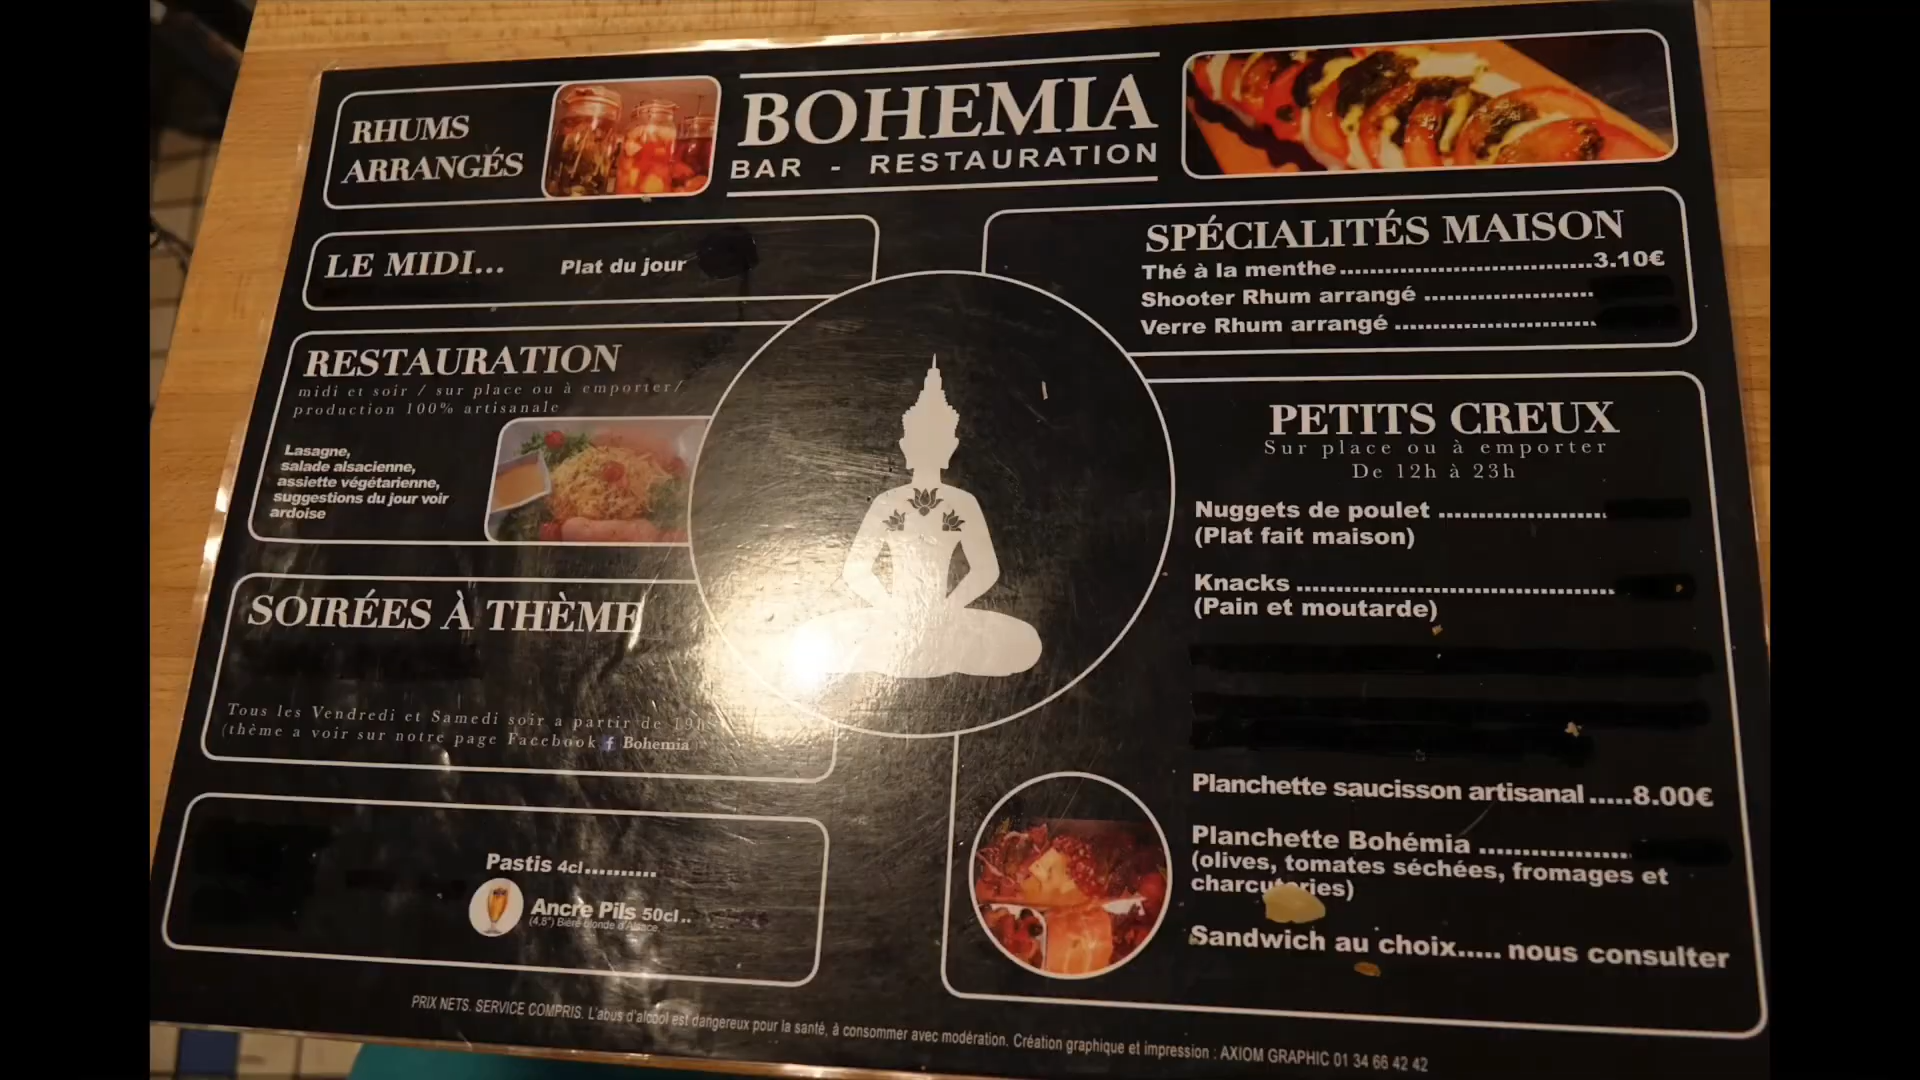 RHUMS
ARRANGÉS
BOHEMIA
BAR - RESTAURATION
LE MIDI... Plat du jour
RESTAURATION
midi et soir / sur place ou à emporter/
production 100% artisanale
Lasagne,
salade alsacienne,
assiette végétarienne,
suggestions du jour voir
ardoise
SOIRÉES À THÈME
Tous les Vendredi et Samedi soir a partir de 19h
(thème a voir sur notre page Facebook f Bohemia
Pastis 4cl..........
Ancre Pils 50cl..
(4,8°) Bière blonde d'Alsace
SPÉCIALITÉS MAISON
Thé à la menthe....................................3.10€
Shooter Rhum arrangé ........................
Verre Rhum arrangé .............................
PETITS CREUX
Sur place ou à emporter
De 12h à 23h
Nuggets de poulet ........................
(Plat fait maison)
Knacks .............................................
(Pain et moutarde)
Planchette saucisson artisanal .....8.00€
Planchette Bohémia ......................
(olives, tomates séchées, fromages et
charcuteries)
Sandwich au choix..... nous consulter
PRIX NETS. SERVICE COMPRIS. L'abus d'alcool est dangereux pour la santé, à consommer avec modération. Création graphique et impression : AXIOM GRAPHIC 01 34 66 42 42